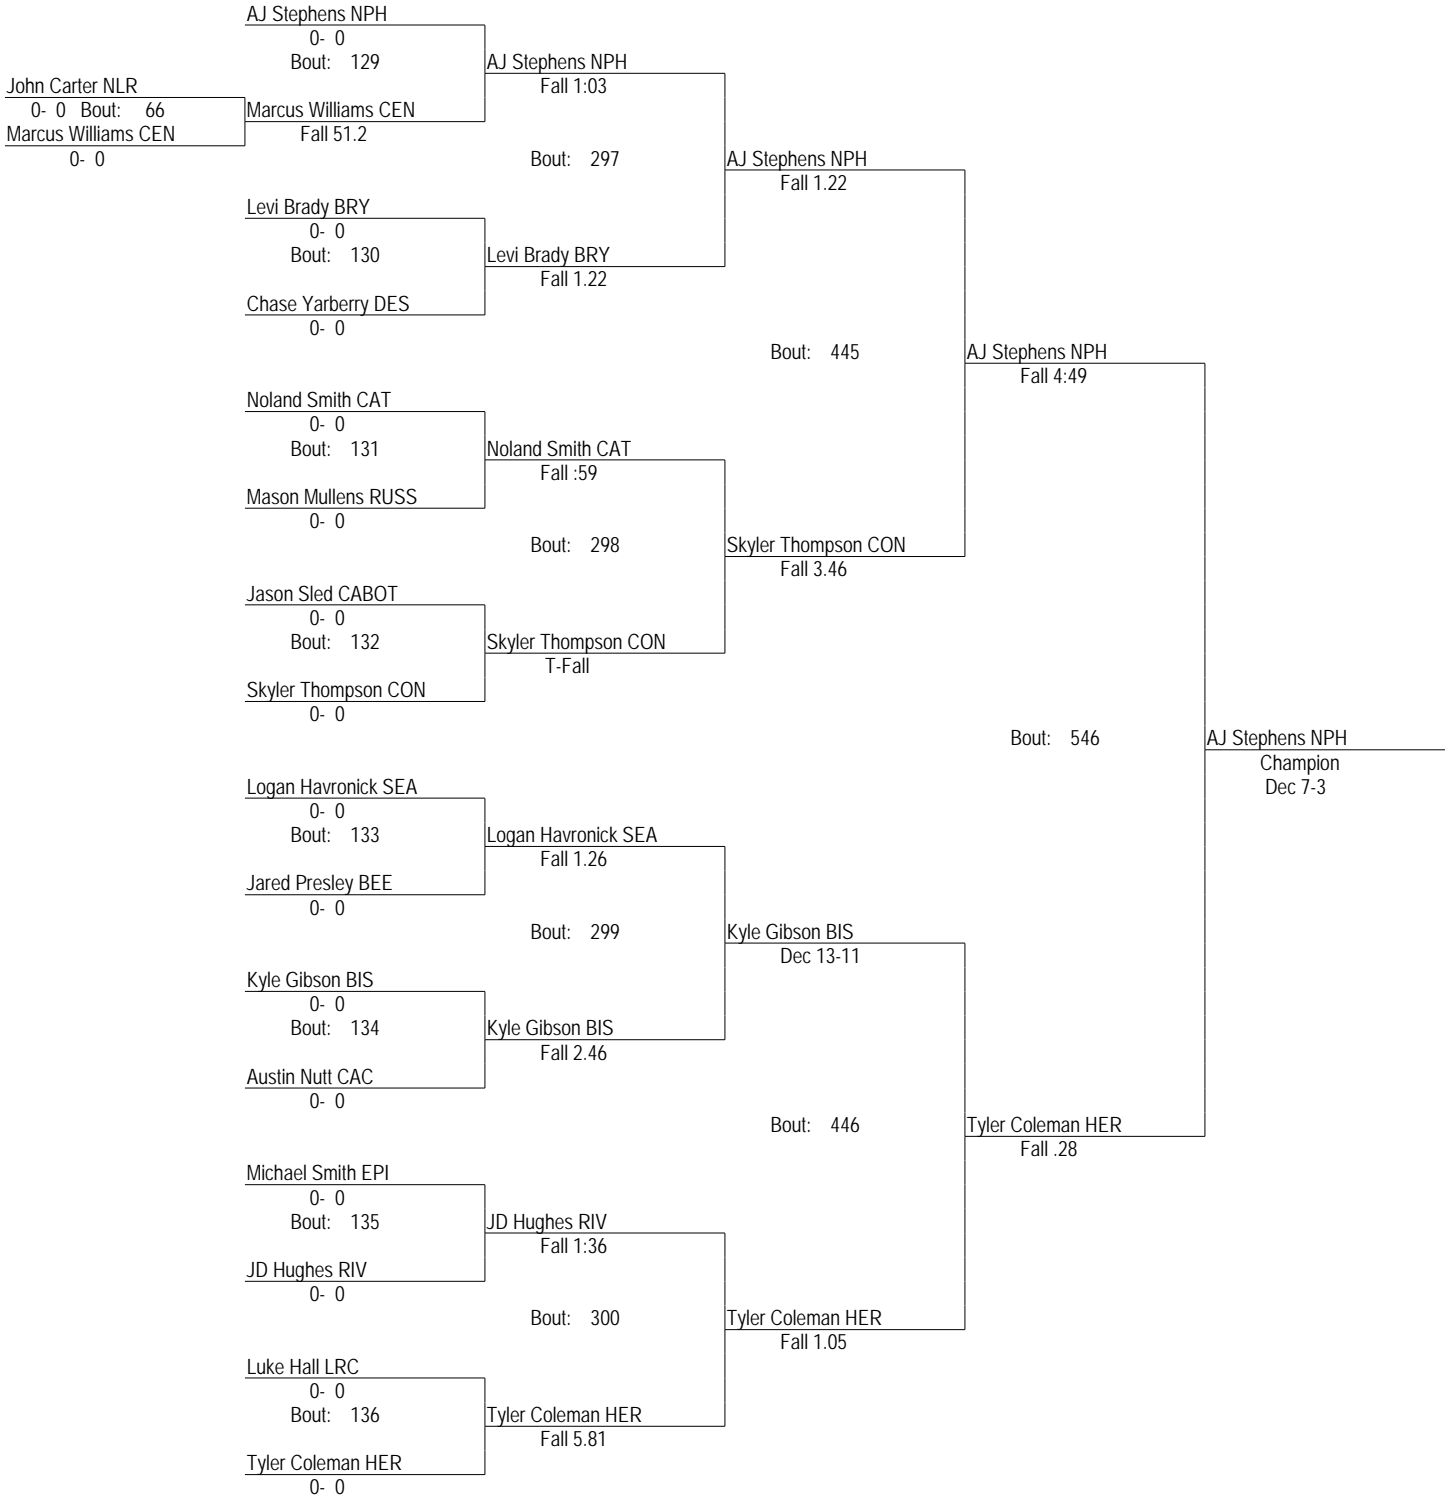 AJ Stephens NPH
0- 0
Bout: 129
AJ Stephens NPH
Fall 1:03
John Carter NLR
0- 0 Bout: 66
Marcus Williams CEN
Fall 51.2
Marcus Williams CEN
0- 0
Bout: 297
AJ Stephens NPH
Fall 1.22
Levi Brady BRY
0- 0
Bout: 130
Levi Brady BRY
Fall 1.22
Chase Yarberry DES
0- 0
Bout: 445
AJ Stephens NPH
Fall 4:49
Noland Smith CAT
0- 0
Bout: 131
Noland Smith CAT
Fall :59
Mason Mullens RUSS
0- 0
Bout: 298
Skyler Thompson CON
Fall 3.46
Jason Sled CABOT
0- 0
Bout: 132
Skyler Thompson CON
T-Fall
Skyler Thompson CON
0- 0
Bout: 546
AJ Stephens NPH
Champion
Dec 7-3
Logan Havronick SEA
0- 0
Bout: 133
Logan Havronick SEA
Fall 1.26
Jared Presley BEE
0- 0
Bout: 299
Kyle Gibson BIS
Dec 13-11
Kyle Gibson BIS
0- 0
Bout: 134
Kyle Gibson BIS
Fall 2.46
Austin Nutt CAC
0- 0
Bout: 446
Tyler Coleman HER
Fall .28
Michael Smith EPI
0- 0
Bout: 135
JD Hughes RIV
Fall 1:36
JD Hughes RIV
0- 0
Bout: 300
Tyler Coleman HER
Fall 1.05
Luke Hall LRC
0- 0
Bout: 136
Tyler Coleman HER
Fall 5.81
Tyler Coleman HER
0- 0